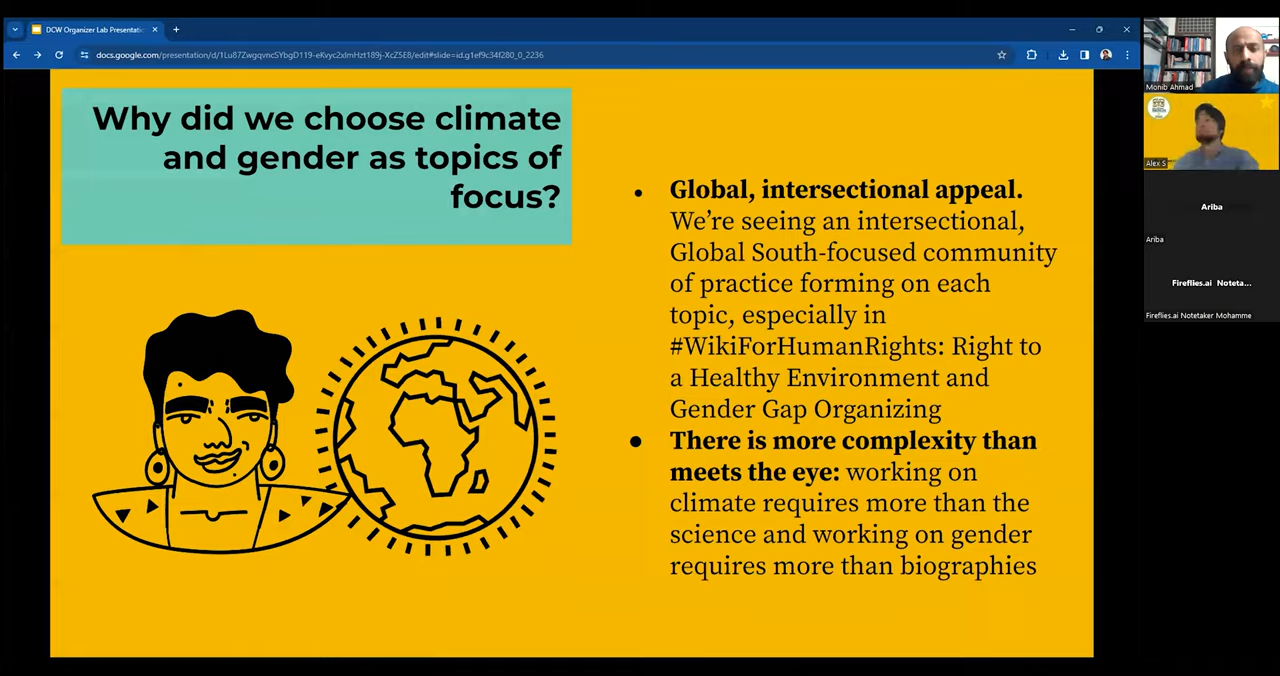 DCW Organizer Lab Presentati
docs.google.com/presentation/d/1Lu87ZwgqvncSYbgD119-eKvyc2xlmHzt189j-XcZ5E8/edit#slide=id.g1ef9c34f280_0_2236
Why did we choose climate
and gender as topics of
focus?
• Global, intersectional appeal.
We’re seeing an intersectional,
Global South-focused community
of practice forming on each
topic, especially in
#WikiForHumanRights: Right to
a Healthy Environment and
Gender Gap Organizing
● There is more complexity than
meets the eye: working on
climate requires more than the
science and working on gender
requires more than biographies
Monib Ahmad
Alex S
Ariba
Ariba
Fireflies.ai Noteta...
Fireflies.ai Notetaker Mohamme